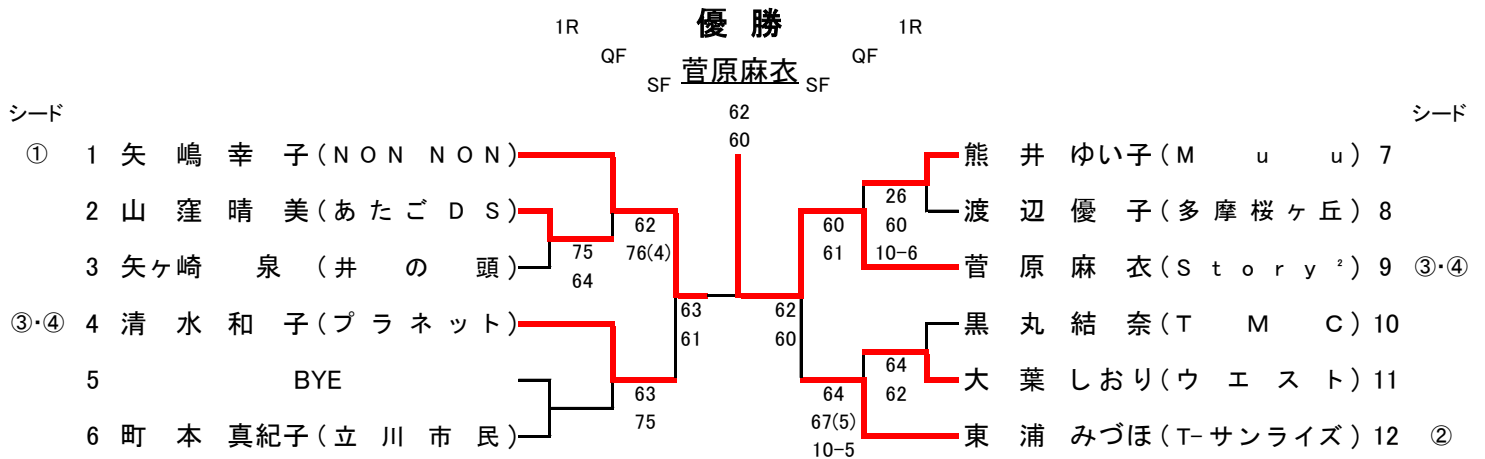 優 勝
1R 1R
QF QF
菅原麻衣
SF SF
シード 62 シード
60
① 1 矢嶋幸子(NON NON) 熊井ゆい子(Muu) 7
2 山窪晴美(あたごDS) 62 60 26 渡辺優子(多摩桜ヶ丘) 8
75 76(4) 61 60
3 矢ヶ崎 泉(井の頭) 64 10-6 菅原麻衣(Story²) 9 ③・④
63 62
③・④ 4 清水和子(プラネット) 61 60 黒丸結奈(TMC) 10
64
5 BYE 63 64 62 大葉しおり(ウエスト) 11
75 67(5)
6 町本真紀子(立川市民) 10-5 東浦みづほ(T-サンライズ) 12 ②